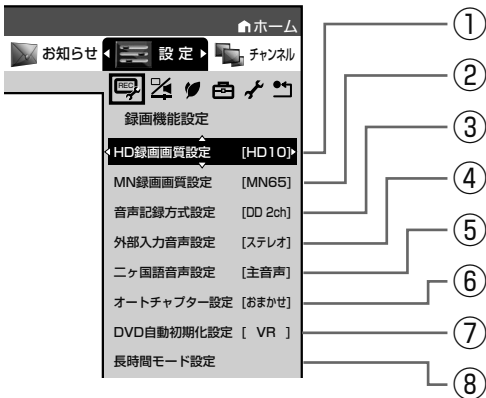 ホーム
お知らせ 設定 チャンネル
REC
録画機能設定
HD録画画質設定 [HD10]
MN録画画質設定 [MN65]
音声記録方式設定 [DD 2ch]
外部入力音声設定 [ステレオ]
二ヶ国語音声設定 [主音声]
オートチャプター設定 [おまかせ]
DVD自動初期化設定 [ VR ]
長時間モード設定
①
②
③
④
⑤
⑥
⑦
⑧